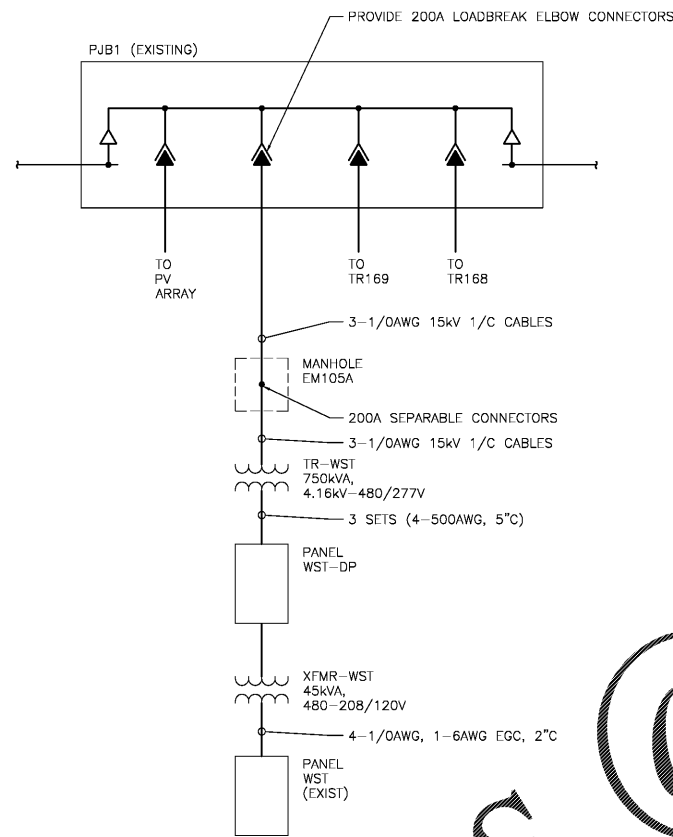 PROVIDE 200A LOADBREAK ELBOW CONNECTORS
PJB1 (EXISTING)
TO
PV
ARRAY
TO
TR169
TO
TR168
3-1/0AWG 15kV 1/C CABLES
MANHOLE
EM105A
200A SEPARABLE CONNECTORS
3-1/0AWG 15kV 1/C CABLES
TR-WST
750kVA,
4.16kV-480/277V
3 SETS (4-500AWG, 5"C)
PANEL
WST-DP
XFMR-WST
45kVA,
480-208/120V
4-1/0AWG, 1-6AWG EGC, 2"C
PANEL
WST
(EXIST)